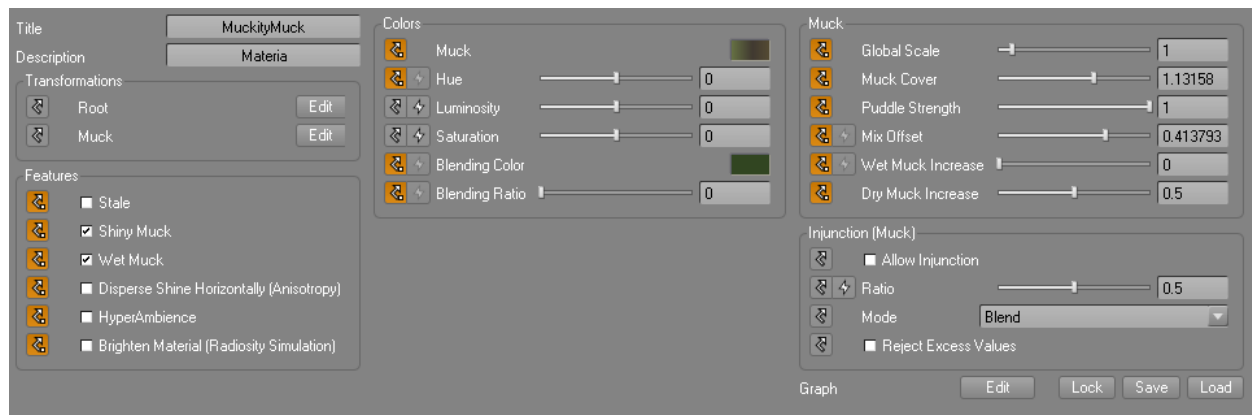 Title MuckityMuck
Description Materia
Transformations
Root Edit
Muck Edit
Features
Stale
Shiny Muck
Wet Muck
Disperse Shine Horizontally (Anisotropy)
HyperAmbience
Brighten Material (Radiosity Simulation)
Colors
Muck
Hue 0
Luminosity 0
Saturation 0
Blending Color
Blending Ratio 0
Muck
Global Scale 1
Muck Cover 1.13158
Puddle Strength 1
Mix Offset 0.413793
Wet Muck Increase 0
Dry Muck Increase 0.5
Injunction (Muck)
Allow Injunction
Ratio 0.5
Mode Blend
Reject Excess Values
Graph Edit Lock Save Load